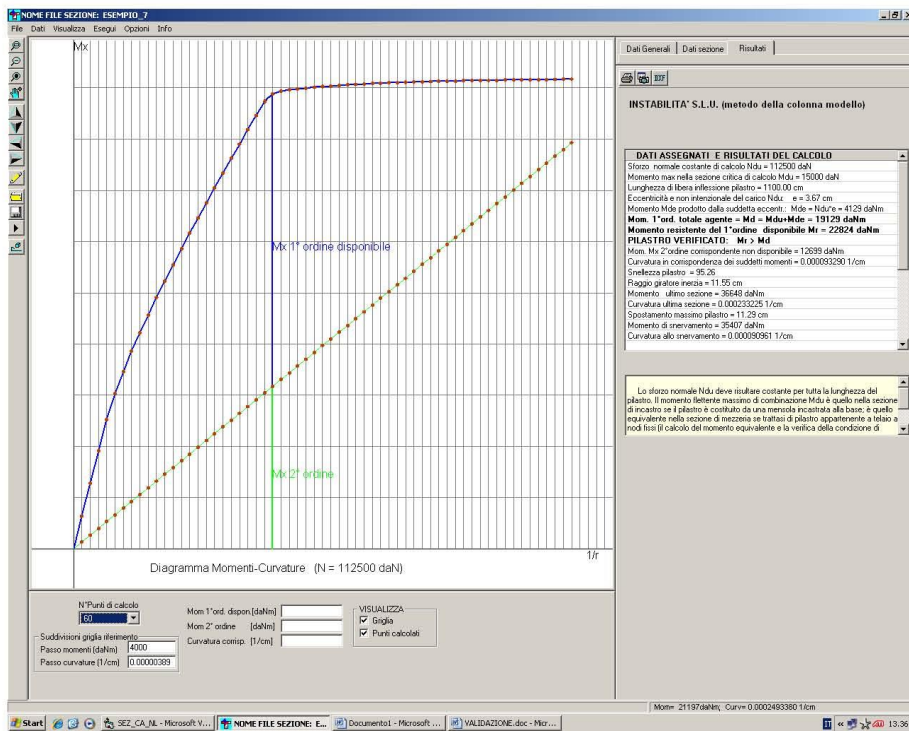 NOME FILE SEZIONE: ESEMPIO_7
File Dati Visualizza Esegui Opzioni Info
Mx
Mx 1° ordine disponibile
Mx 2° ordine
1/r
Diagramma Momenti-Curvature (N = 112500 daN)
Dati Generali Dati sezione Risultati
DXF
INSTABILITA' S.L.U. (metodo della colonna modello)
DATI ASSEGNATI E RISULTATI DEL CALCOLO
Sforzo normale costante di calcolo Ndu = 112500 daN
Momento max nella sezione critica di calcolo Mdu = 15000 daN
Lunghezza di libera inflessione pilastro = 1100.00 cm
Eccentricità e non intenzionale del carico Ndu: e = 3.67 cm
Momento Mde prodotto dalla suddetta eccentr.: Mde = Ndu*e = 4129 daNm
Mom. 1°ord. totale agente = Md = Mdu+Mde = 19129 daNm
Momento resistente del 1°ordine disponibile Mr = 22824 daNm
PILASTRO VERIFICATO: Mr > Md
Mom. Mx 2°ordine corrispondente non disponibile = 12699 daNm
Curvatura in corrispondenza dei suddetti momenti = 0.000093290 1/cm
Snellezza pilastro = 95.26
Raggio giratore inerzia = 11.55 cm
Momento ultimo sezione = 36648 daNm
Curvatura ultima sezione = 0.000233225 1/cm
Spostamento massimo pilastro = 11.29 cm
Momento di snervamento = 35407 daNm
Curvatura allo snervamento = 0.000090961 1/cm
Lo sforzo normale Ndu deve risultare costante per tutta la lunghezza del
pilastro. Il momento flettente massimo di combinazione Mdu è quello nella sezione
di incastro se il pilastro è costituito da una mensola incastrata alla base; è quello
equivalente nella sezione di mezzeria se trattasi di pilastro appartenente a telaio a
nodi fissi (il calcolo del momento equivalente e la verifica della condizione di
N°Punti di calcolo
60
Suddivisioni griglia riferimento
Passo momenti (daNm) 4000
Passo curvature (1/cm) 0.00000389
Mom 1°ord. dispon.[daNm]
Mom 2° ordine [daNm]
Curvatura corrisp. [1/cm]
VISUALIZZA
Griglia
Punti calcolati
Mom= 21197daNm; Curv= 0.0002493380 1/cm
Start SEZ_CA_NL - Microsoft V... NOME FILE SEZIONE: E... Documento1 - Microsoft ... VALIDAZIONE.doc - Micr... IT 13.36